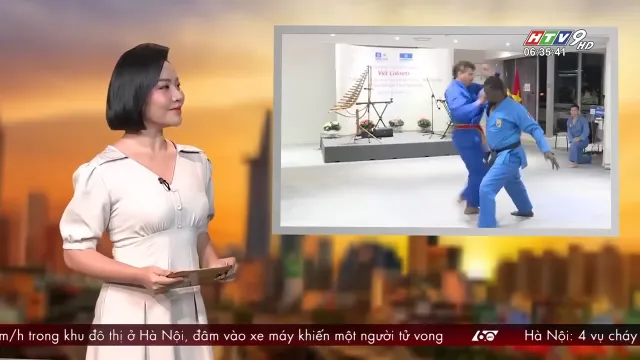 HTV9 HD
06:35:41
m/h trong khu đô thị ở Hà Nội, đâm vào xe máy khiến một người tử vong
60 Hà Nội: 4 vụ cháy